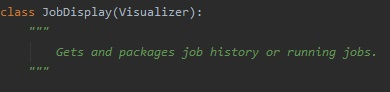 class JobDisplay(Visualizer):
"""
Gets and packages job history or running jobs.
"""